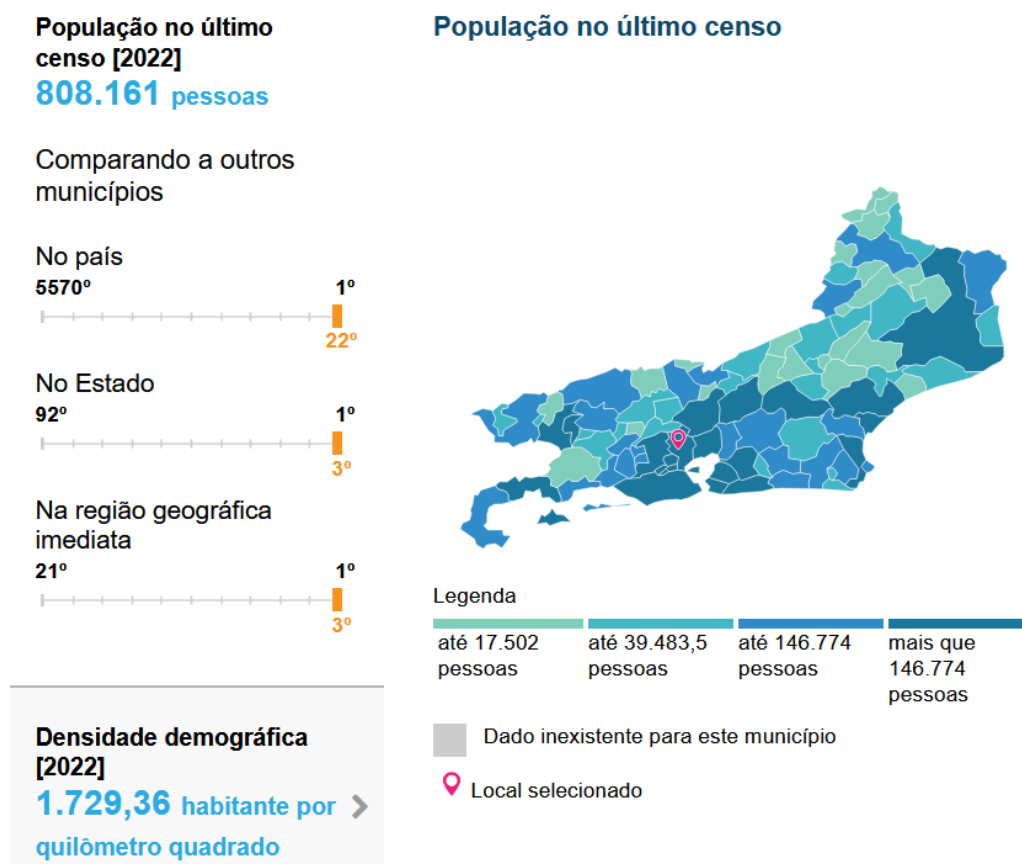 População no último
censo [2022]
808.161 pessoas
Comparando a outros
municípios
No país
5570º 1º
22º
No Estado
92º 1º
3º
Na região geográfica
imediata
21º 1º
3º
Densidade demográfica
[2022]
1.729,36 habitante por
quilômetro quadrado
População no último censo
Legenda
até 17.502
pessoas
até 39.483,5
pessoas
até 146.774
pessoas
mais que
146.774
pessoas
Dado inexistente para este município
Local selecionado